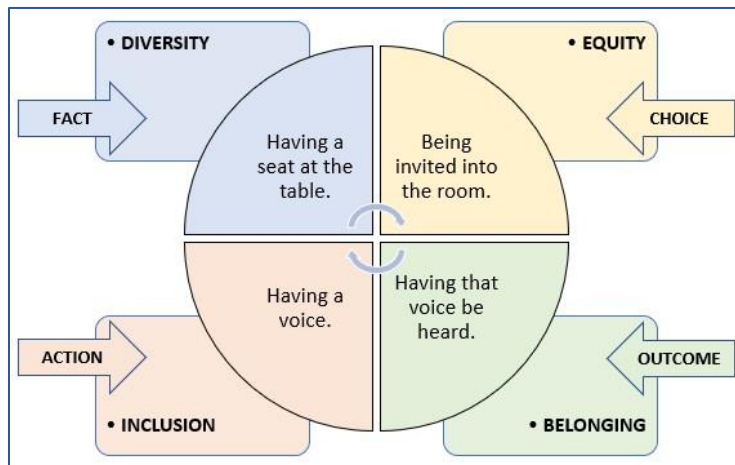 • DIVERSITY
FACT
Having a
seat at the
table.
• EQUITY
CHOICE
Being
invited into
the room.
ACTION
• INCLUSION
Having a
voice.
Having that
voice be
heard.
OUTCOME
• BELONGING